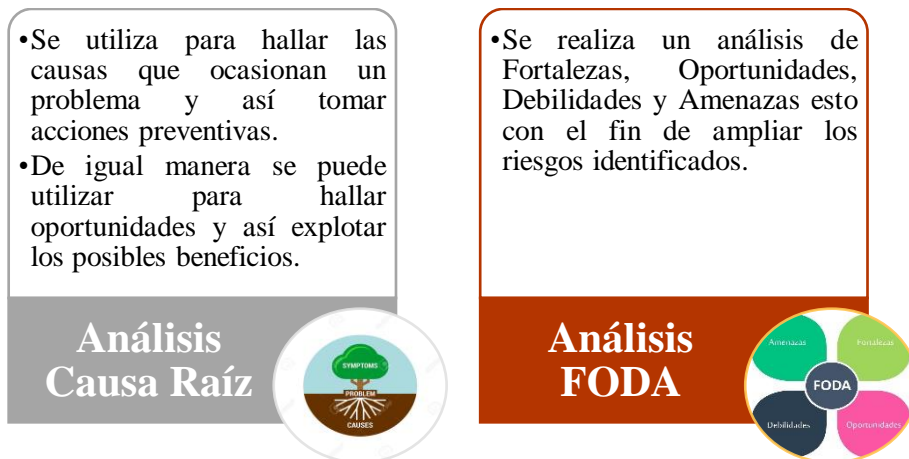 •Se utiliza para hallar las
causas que ocasionan un
problema y así tomar
acciones preventivas.
•De igual manera se puede
utilizar para hallar
oportunidades y así explotar
los posibles beneficios.
Análisis
Causa Raíz
SYMPTOMS
PROBLEM
CAUSES
•Se realiza un análisis de
Fortalezas, Oportunidades,
Debilidades y Amenazas esto
con el fin de ampliar los
riesgos identificados.
Análisis
FODA
Amenazas
Fortalezas
FODA
Debilidades
Oportunidades